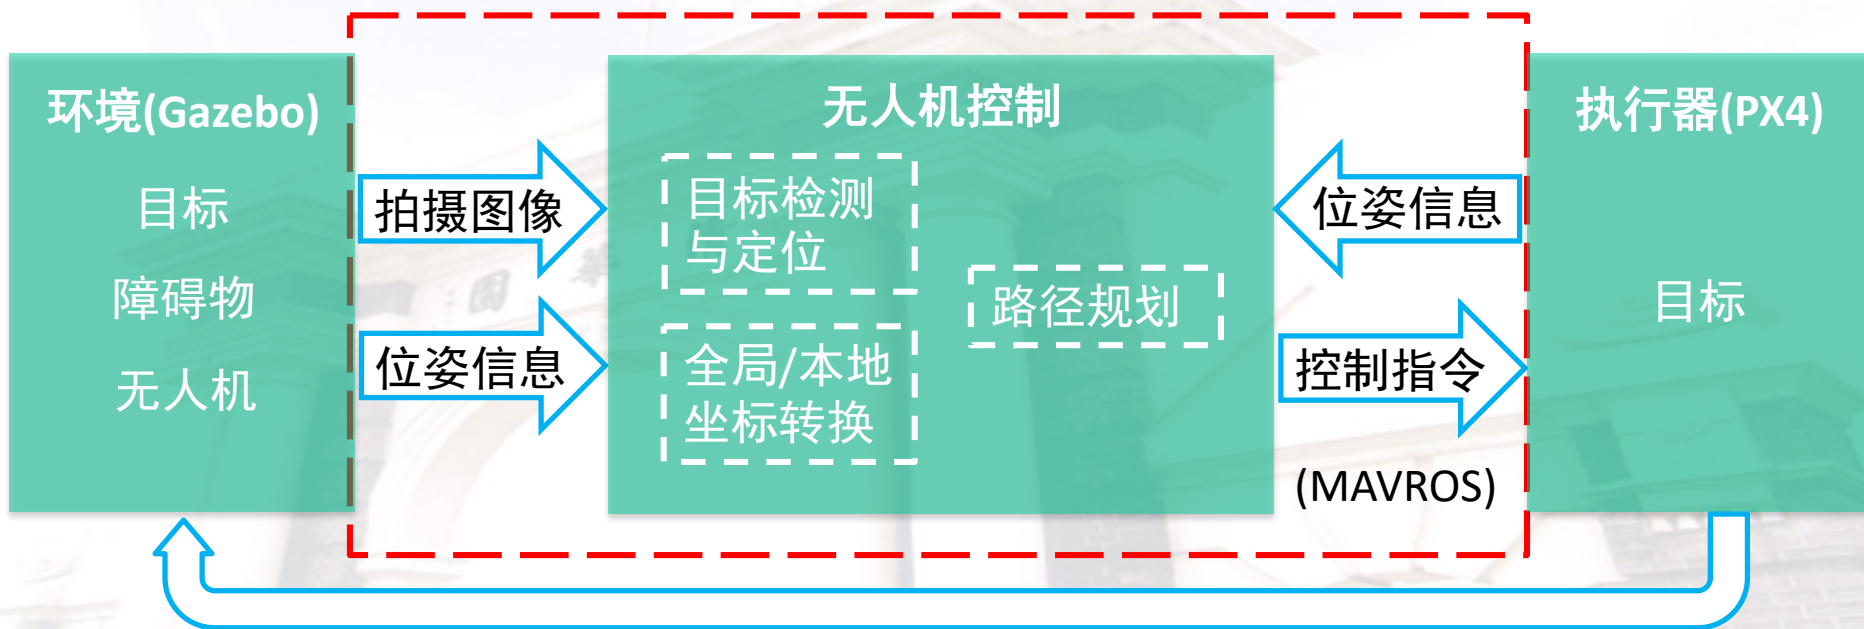 环境(Gazebo)
目标
障碍物
无人机
拍摄图像
位姿信息
无人机控制
目标检测
与定位
全局/本地
坐标转换
路径规划
位姿信息
控制指令
(MAVROS)
执行器(PX4)
目标
華
園